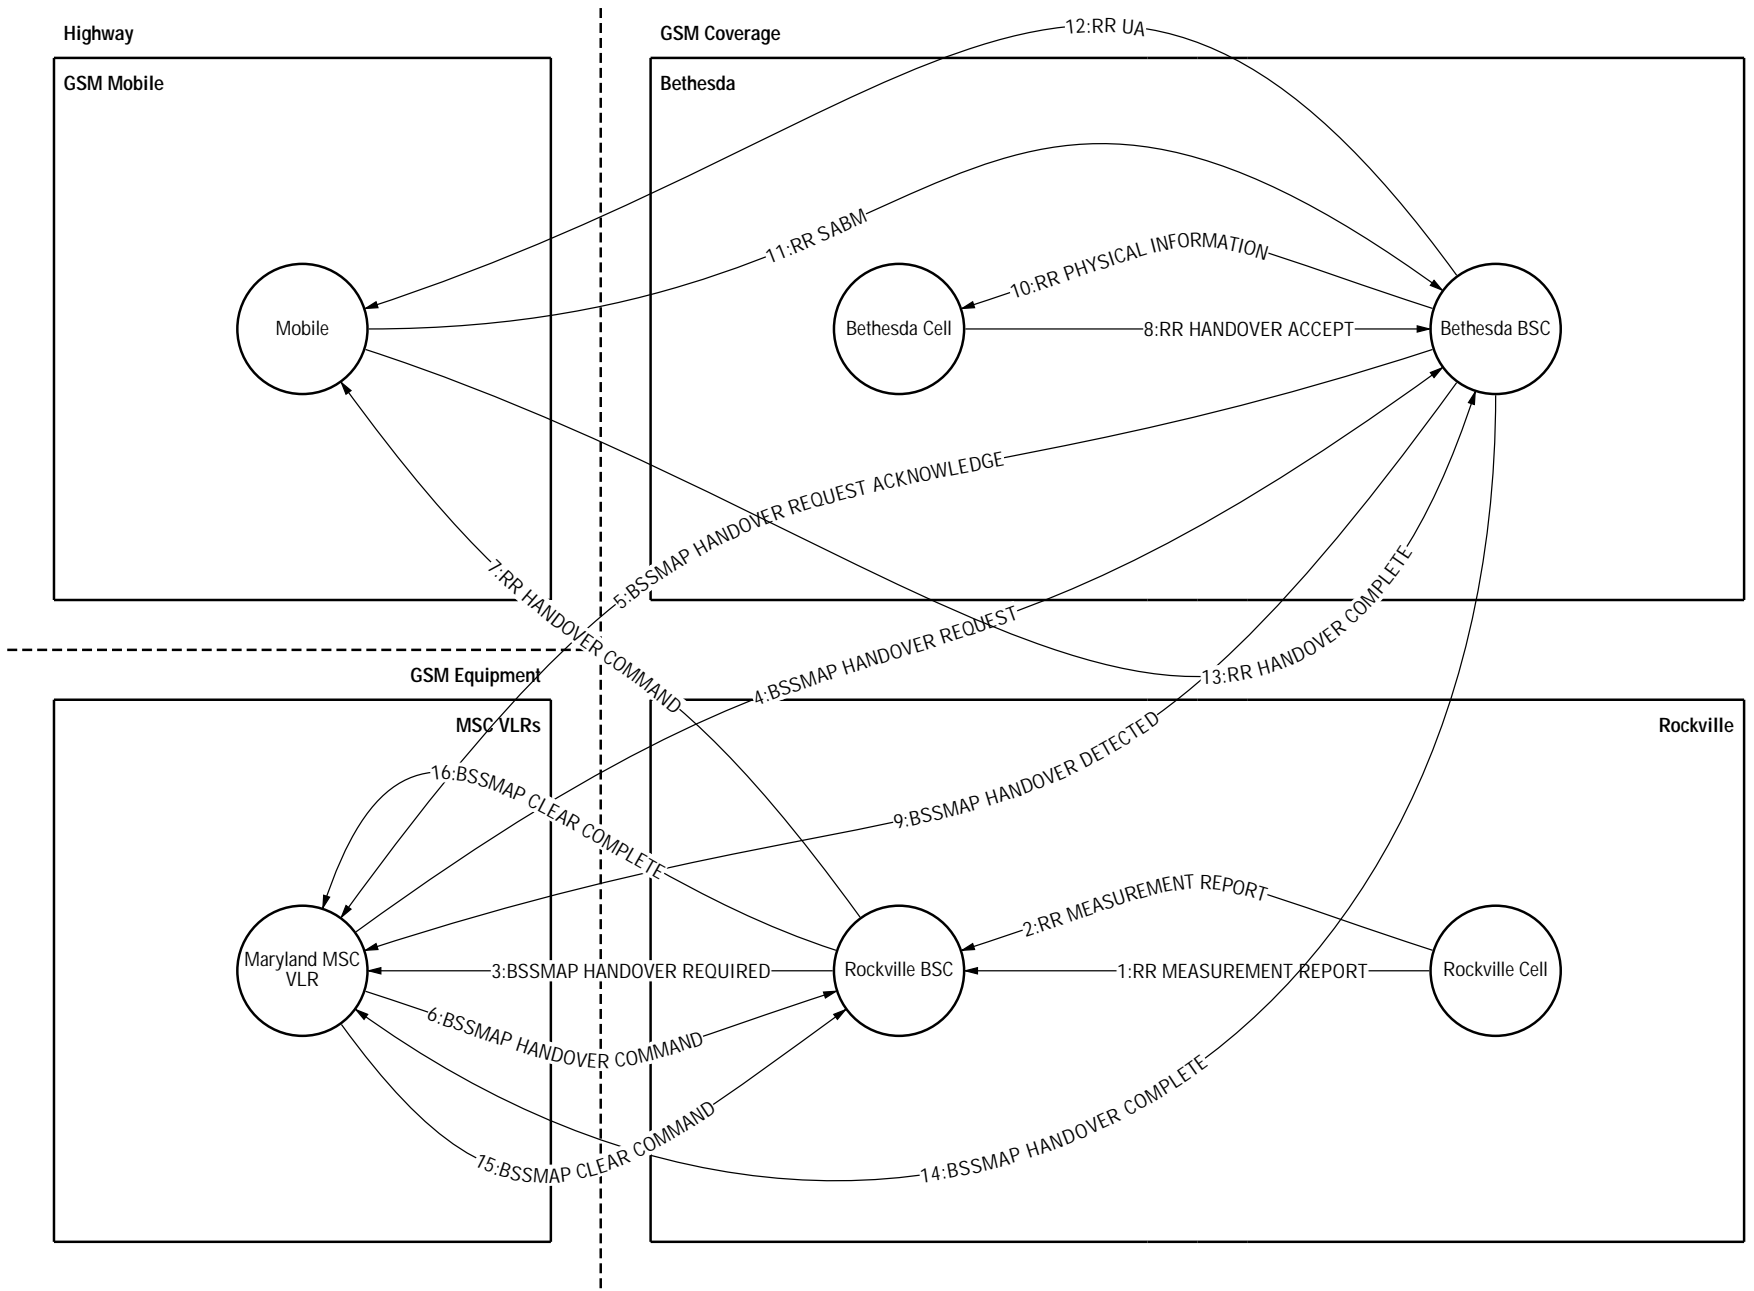 Highway
GSM Coverage
12:RR UA
GSM Mobile
Bethesda
11:RR SABM
10:RR PHYSICAL INFORMATION
Mobile
Bethesda Cell
8:RR HANDOVER ACCEPT
Bethesda BSC
5:BSSMAP HANDOVER REQUEST ACKNOWLEDGE
7:RR HANDOVER COMMAND
4:BSSMAP HANDOVER REQUEST
13:RR HANDOVER COMPLETE
GSM Equipment
MSC VLRs
Rockville
16:BSSMAP CLEAR COMPLETE
9:BSSMAP HANDOVER DETECTED
2:RR MEASUREMENT REPORT
Maryland MSC
VLR
3:BSSMAP HANDOVER REQUIRED
Rockville BSC
1:RR MEASUREMENT REPORT
Rockville Cell
6:BSSMAP HANDOVER COMMAND
15:BSSMAP CLEAR COMMAND
14:BSSMAP HANDOVER COMPLETE